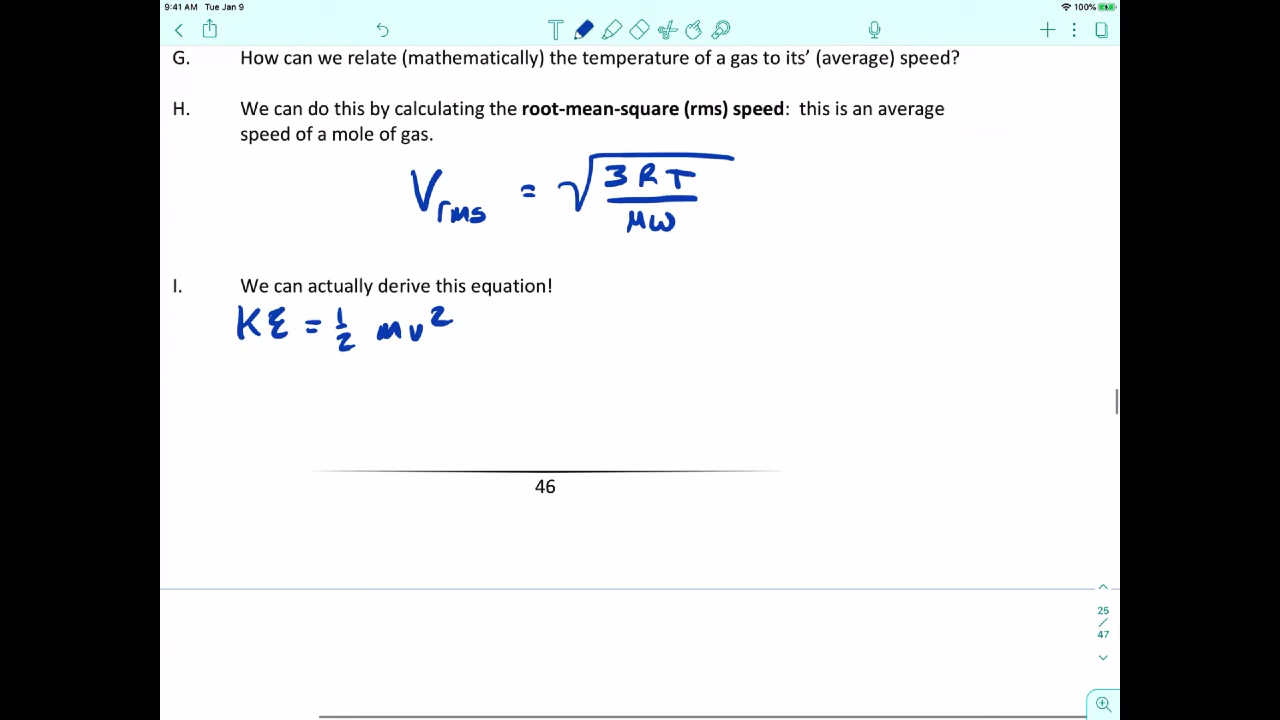 9:41 AM Tue Jan 9
100%
G. How can we relate (mathematically) the temperature of a gas to its’ (average) speed?
H. We can do this by calculating the root-mean-square (rms) speed: this is an average
speed of a mole of gas.
Vrms = √ 3RT
MW
I. We can actually derive this equation!
KE = 1/2 mv²
46
25
/
47